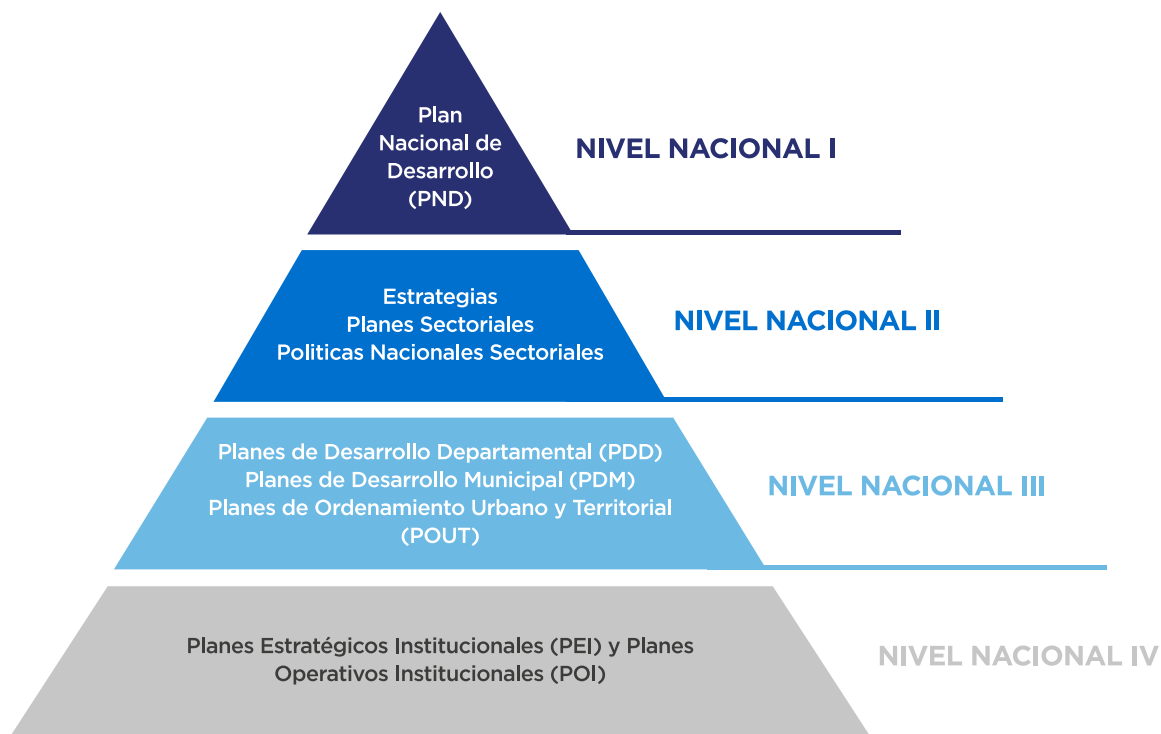 Plan
Nacional de
Desarrollo
(PND)
NIVEL NACIONAL I
Estrategias
Planes Sectoriales
Politicas Nacionales Sectoriales
NIVEL NACIONAL II
Planes de Desarrollo Departamental (PDD)
Planes de Desarrollo Municipal (PDM)
Planes de Ordenamiento Urbano y Territorial
(POUT)
NIVEL NACIONAL III
Planes Estratégicos Institucionales (PEI) y Planes
Operativos Institucionales (POI)
NIVEL NACIONAL IV